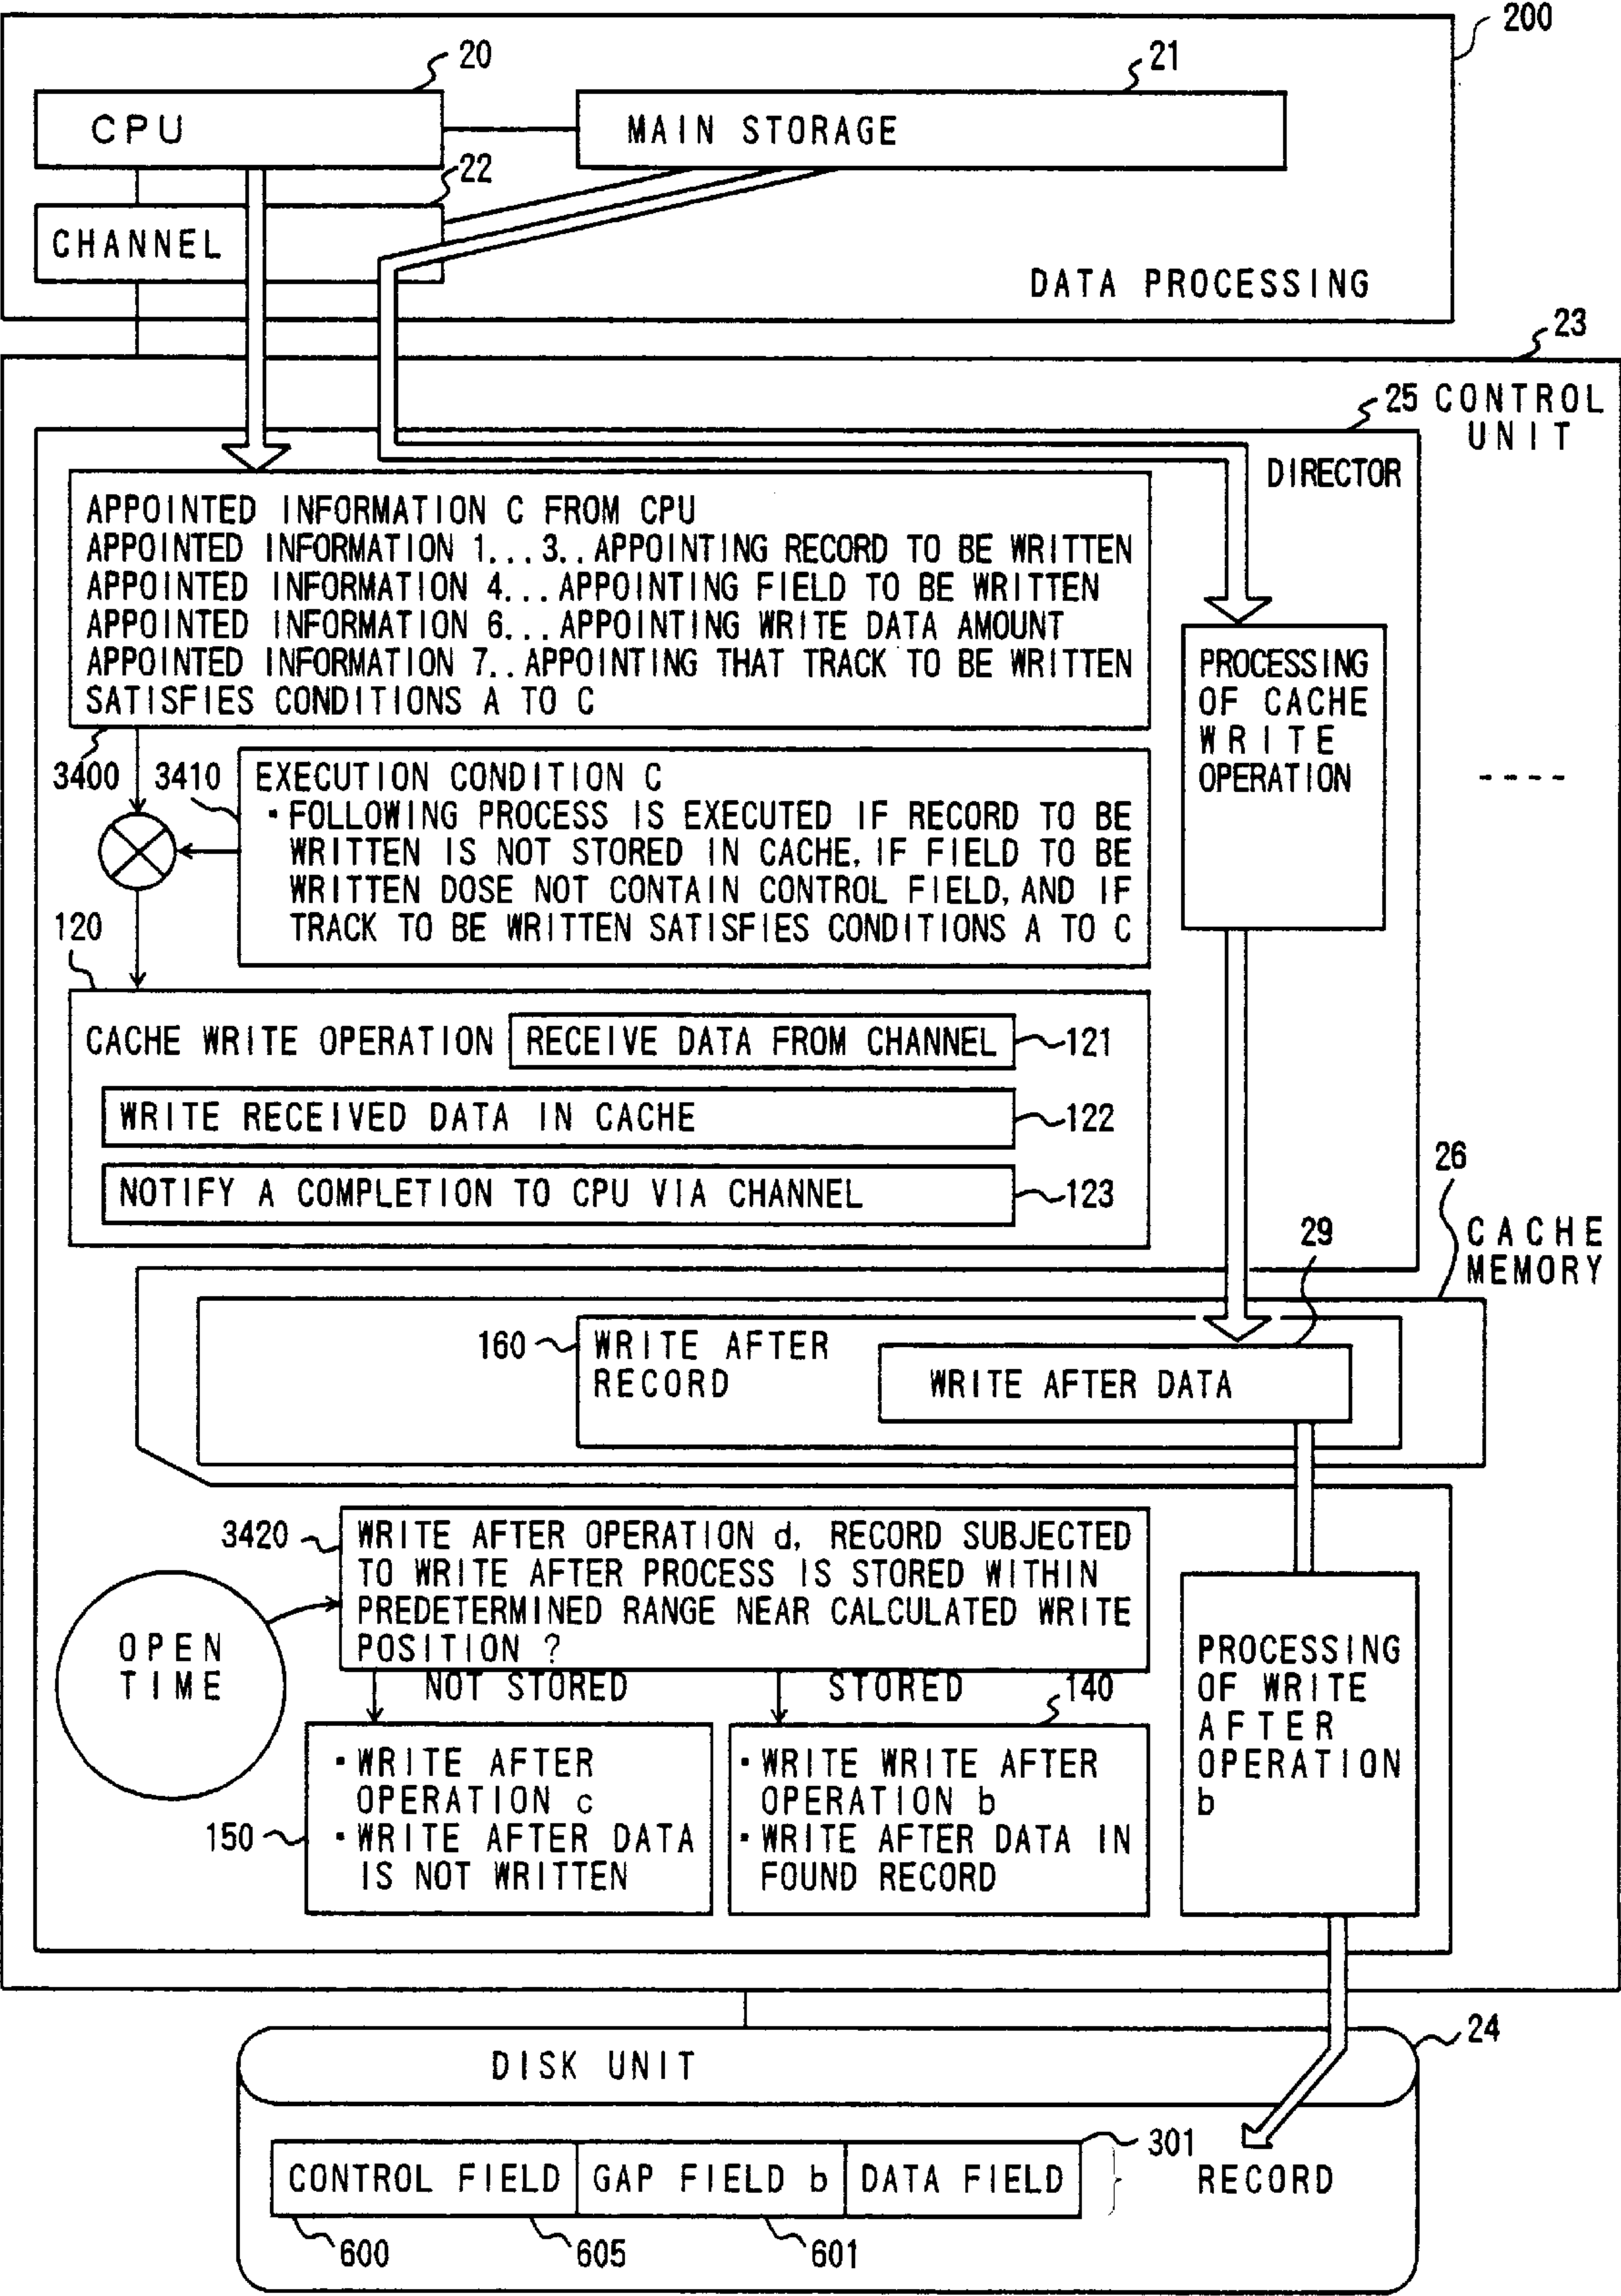 200
20
21
CPU
MAIN STORAGE
22
CHANNEL
DATA PROCESSING
23
25 CONTROL
UNIT
DIRECTOR
APPOINTED INFORMATION C FROM CPU
APPOINTED INFORMATION 1...3..APPOINTING RECORD TO BE WRITTEN
APPOINTED INFORMATION 4...APPOINTING FIELD TO BE WRITTEN
APPOINTED INFORMATION 6...APPOINTING WRITE DATA AMOUNT
APPOINTED INFORMATION 7..APPOINTING THAT TRACK TO BE WRITTEN
SATISFIES CONDITIONS A TO C
PROCESSING
OF CACHE
WRITE
OPERATION
3400
3410
EXECUTION CONDITION C
▪ FOLLOWING PROCESS IS EXECUTED IF RECORD TO BE
WRITTEN IS NOT STORED IN CACHE, IF FIELD TO BE
WRITTEN DOSE NOT CONTAIN CONTROL FIELD, AND IF
TRACK TO BE WRITTEN SATISFIES CONDITIONS A TO C
----
120
CACHE WRITE OPERATION
RECEIVE DATA FROM CHANNEL
121
WRITE RECEIVED DATA IN CACHE
122
NOTIFY A COMPLETION TO CPU VIA CHANNEL
123
26
CACHE
MEMORY
29
160
WRITE AFTER
RECORD
WRITE AFTER DATA
3420
WRITE AFTER OPERATION d, RECORD SUBJECTED
TO WRITE AFTER PROCESS IS STORED WITHIN
PREDETERMINED RANGE NEAR CALCULATED WRITE
POSITION ?
OPEN
TIME
NOT STORED
STORED
140
PROCESSING
OF WRITE
AFTER
OPERATION
b
150
▪ WRITE AFTER
OPERATION c
▪ WRITE AFTER DATA
IS NOT WRITTEN
▪ WRITE WRITE AFTER
OPERATION b
▪ WRITE AFTER DATA IN
FOUND RECORD
24
DISK UNIT
301
CONTROL FIELD
GAP FIELD b
DATA FIELD
RECORD
600
605
601